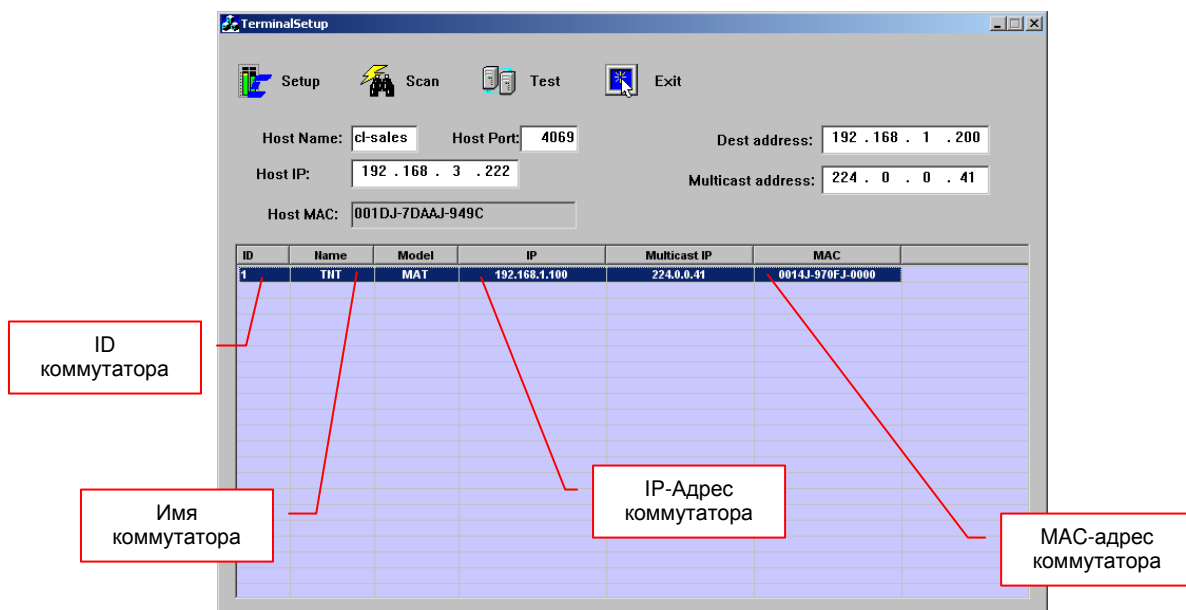 TerminalSetup
Setup Scan Test Exit
Host Name: cl-sales Host Port: 4069 Dest address: 192 . 168 . 1 . 200
Host IP: 192 . 168 . 3 . 222 Multicast address: 224 . 0 . 0 . 41
Host MAC: 001DJ-7DAAJ-949C
ID Name Model IP Multicast IP MAC
1 TNT MAT 192.168.1.100 224.0.0.41 0014J-970FJ-0000
ID
коммутатора
Имя
коммутатора
IP-Адрес
коммутатора
MAC-адрес
коммутатора